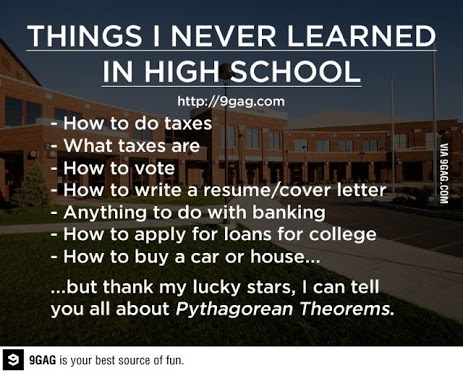 THINGS I NEVER LEARNED
IN HIGH SCHOOL
http://9gag.com
- How to do taxes
- What taxes are
- How to vote
- How to write a resume/cover letter
- Anything to do with banking
- How to apply for loans for college
- How to buy a car or house...
...but thank my lucky stars, I can tell
you all about Pythagorean Theorems.
VIA 9GAG.COM
9GAG is your best source of fun.